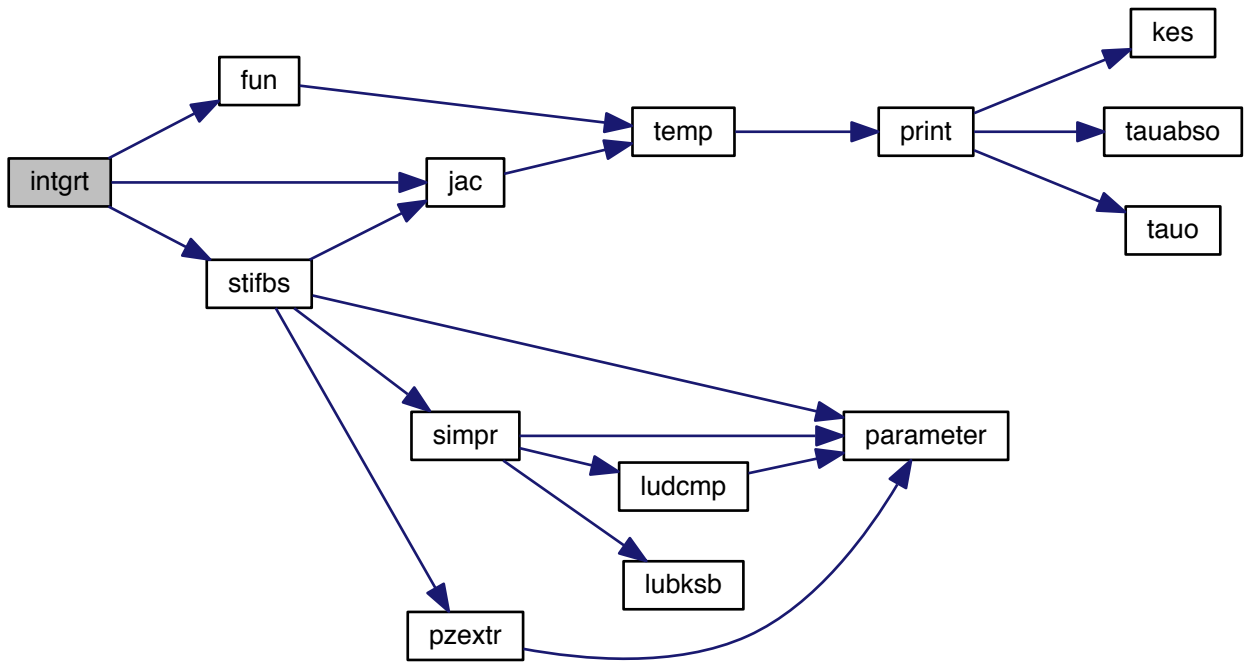 kes
fun
temp
print
tauabso
intgrt
jac
tauo
stifbs
simpr
parameter
ludcmp
lubksb
pzextr